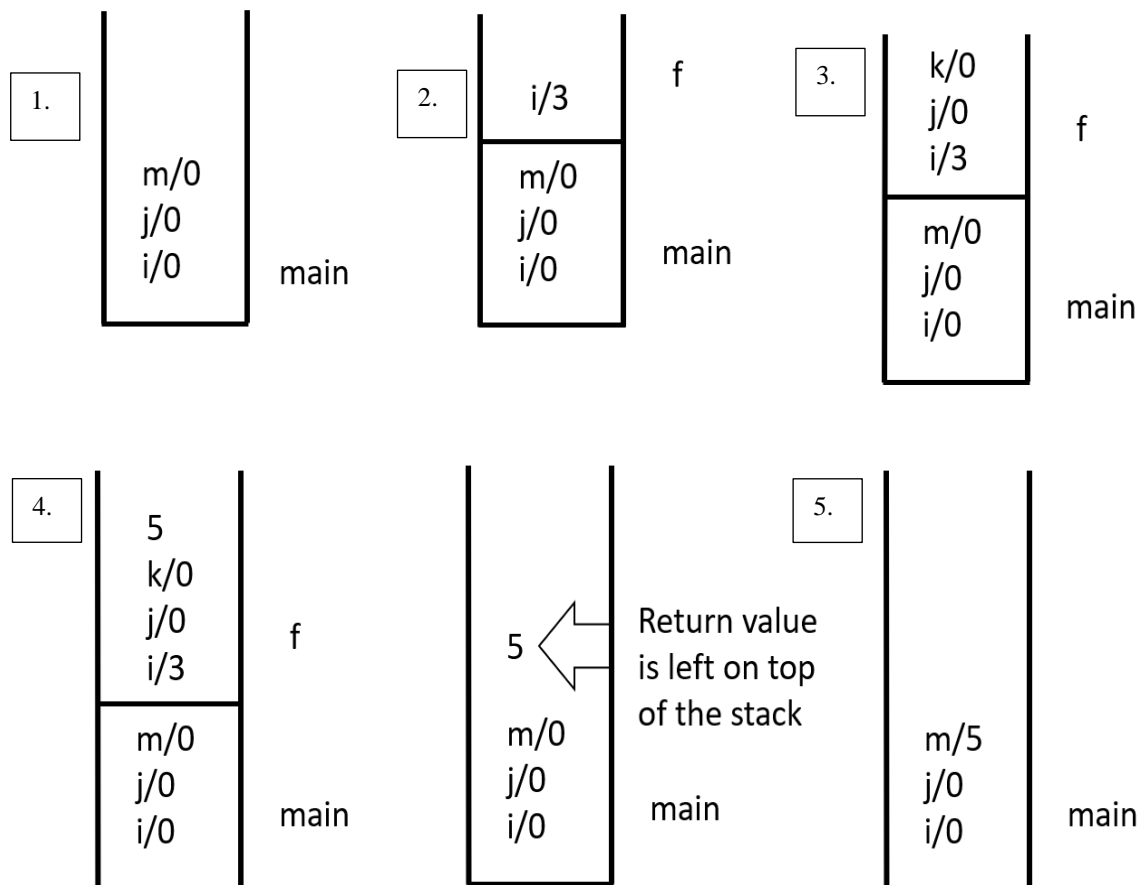 1.
m/0
j/0
i/0
main
2.
i/3
f
m/0
j/0
i/0
main
3.
k/0
j/0
i/3
f
m/0
j/0
i/0
main
4.
5
k/0
j/0
i/3
f
m/0
j/0
i/0
main
5
Return value
is left on top
of the stack
m/0
j/0
i/0
main
5.
m/5
j/0
i/0
main